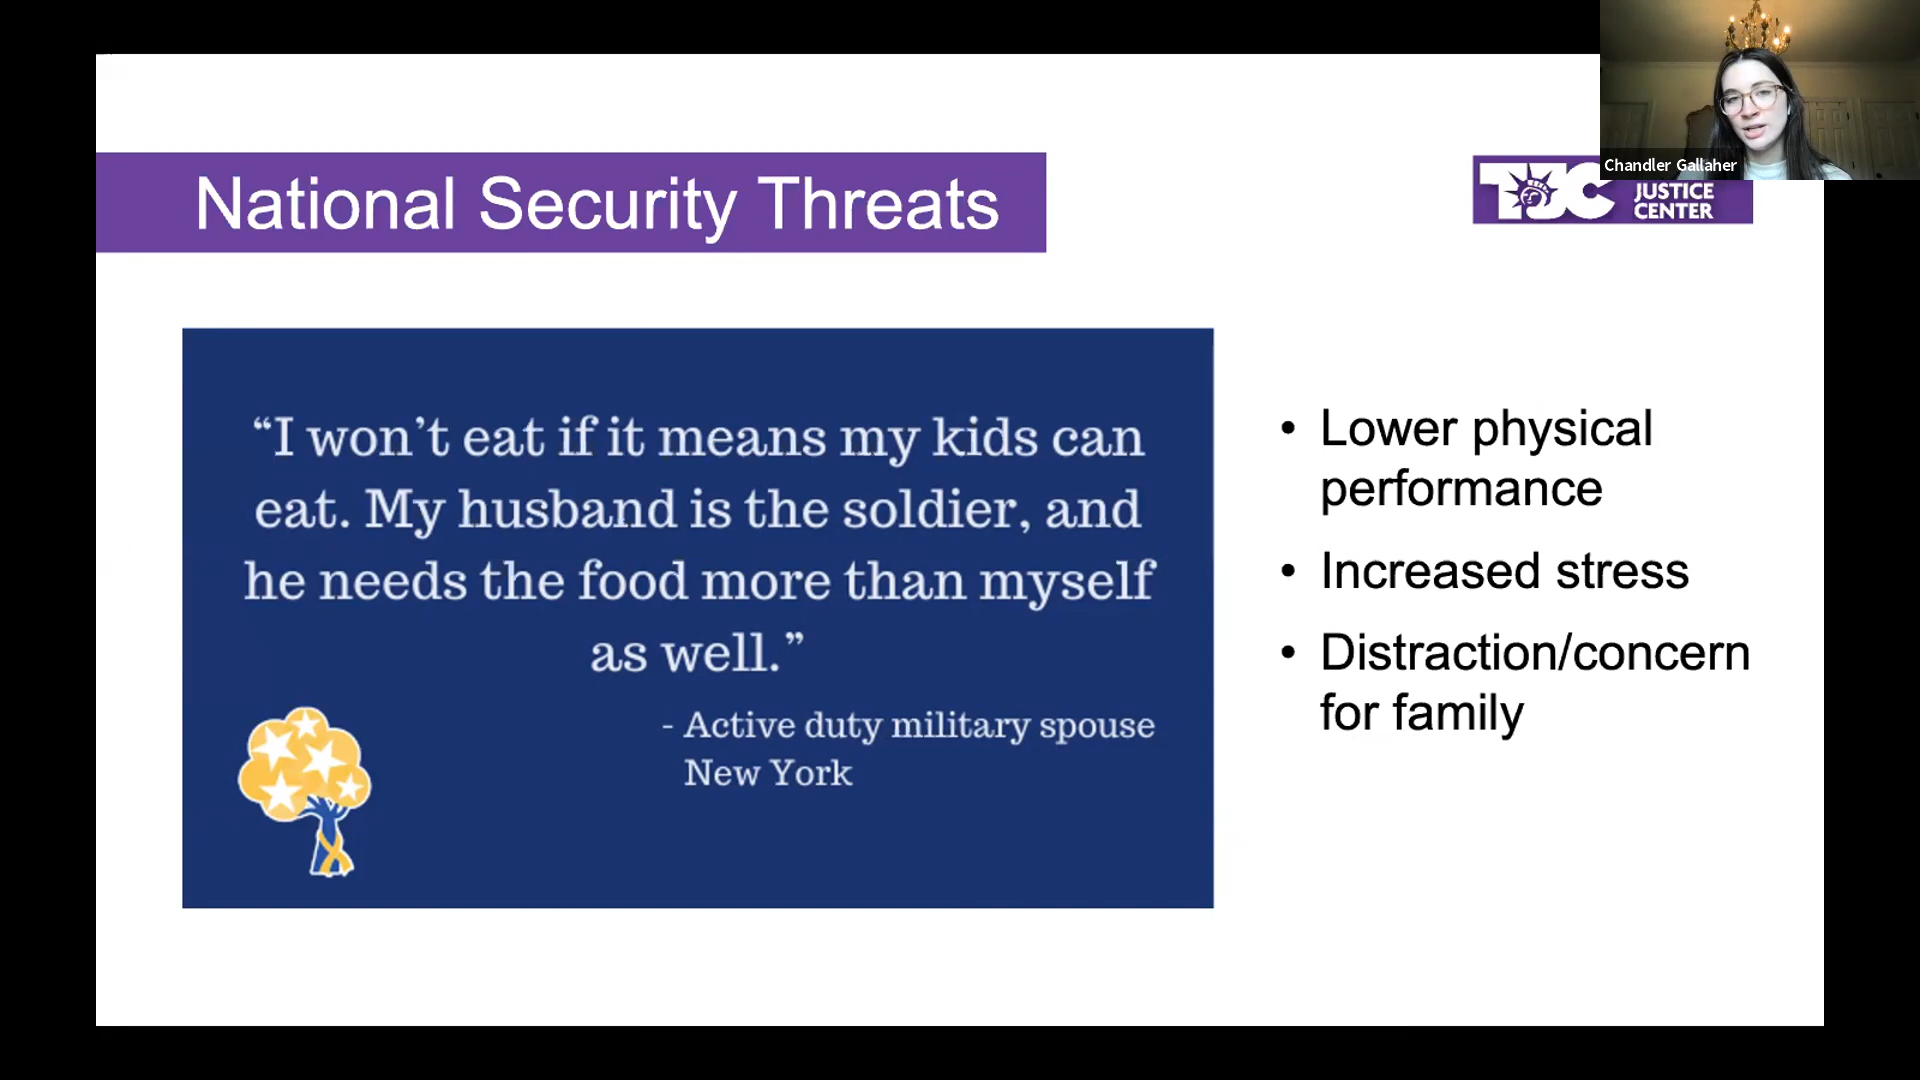 Chandler Gallaher
National Security Threats
TJC
JUSTICE
CENTER
“I won’t eat if it means my kids can
eat. My husband is the soldier, and
he needs the food more than myself
as well.”
- Active duty military spouse
New York
• Lower physical
performance
• Increased stress
• Distraction/concern
for family